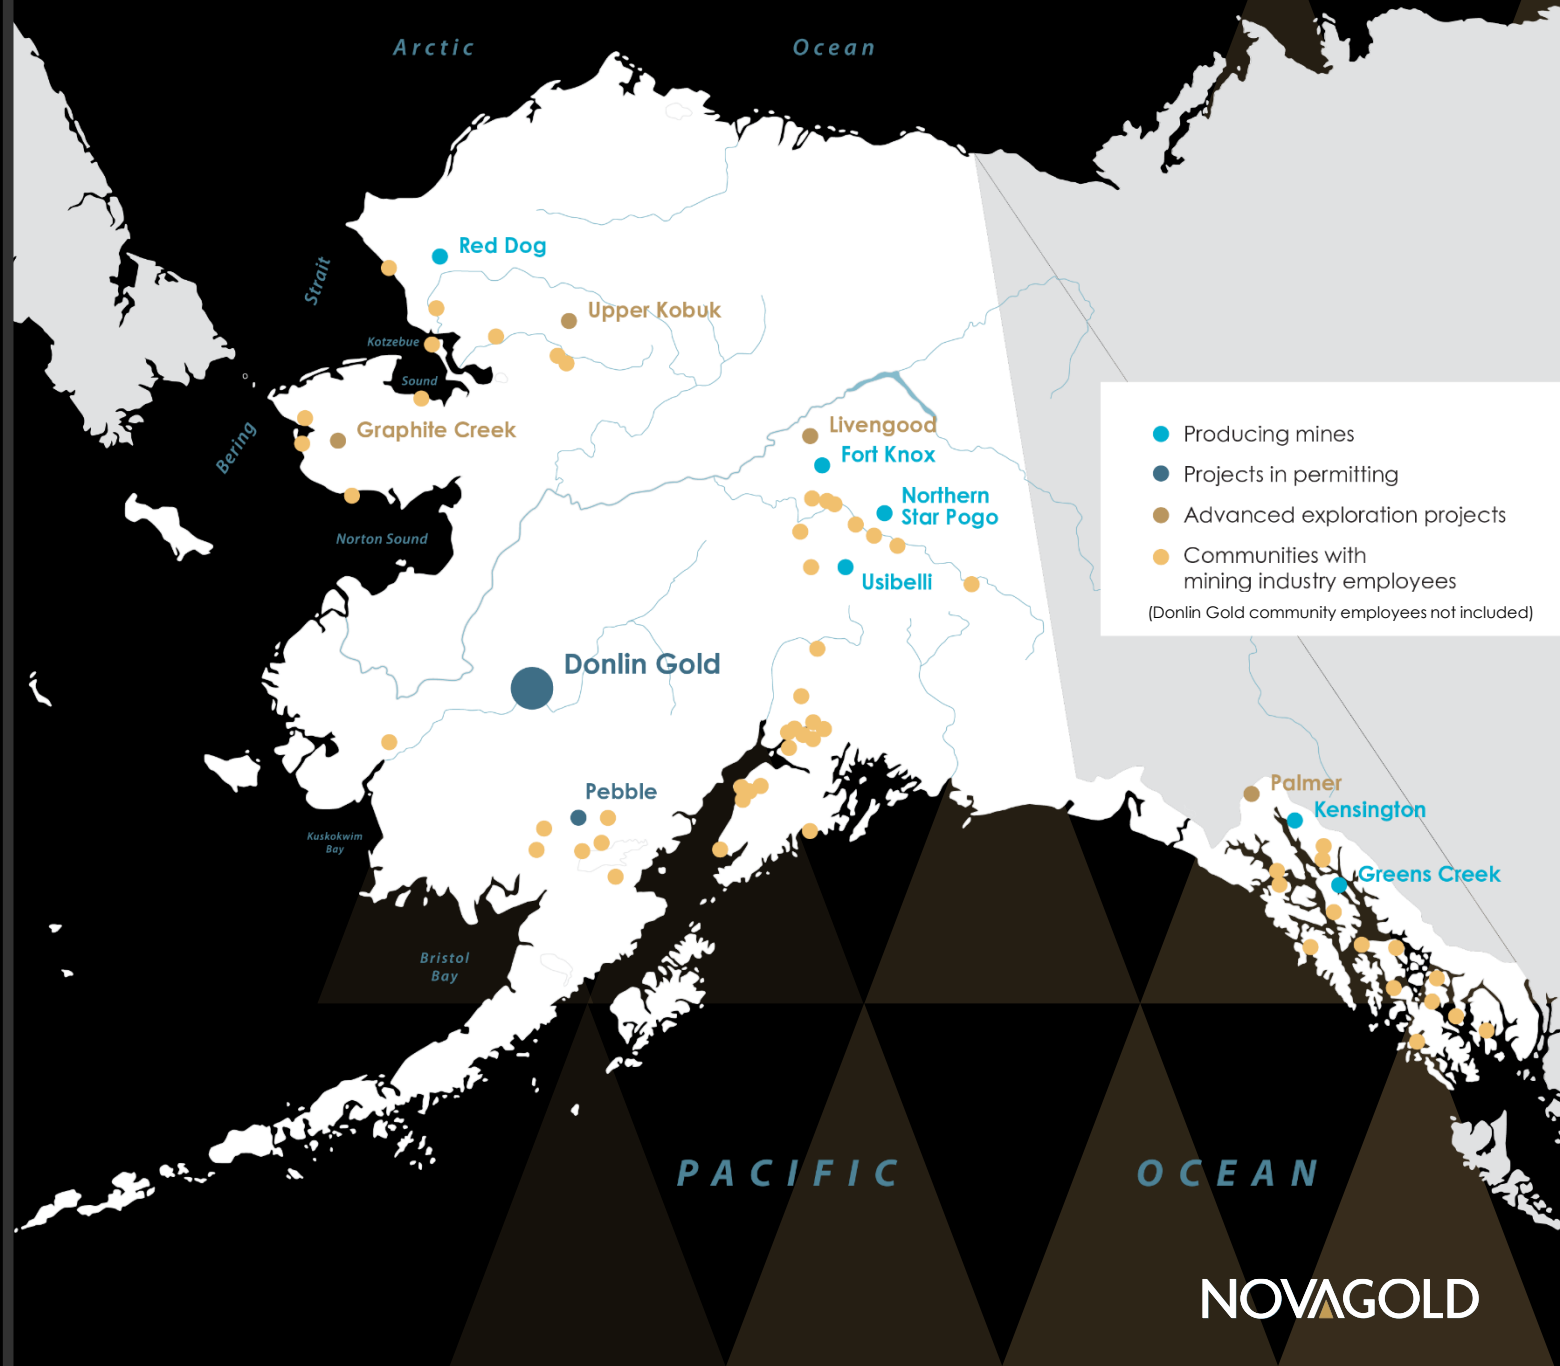 Arctic Ocean
Red Dog
Strait
Upper Kobuk
Kotzebue
Sound
Bering
Graphite Creek
Livengood
Fort Knox
Northern
Star Pogo
Norton Sound
Usibelli
Producing mines
Projects in permitting
Advanced exploration projects
Communities with
mining industry employees
(Donlin Gold community employees not included)
Donlin Gold
Pebble
Palmer
Kensington
Kuskokwim
Bay
Greens Creek
Bristol
Bay
PACIFIC OCEAN
NOVAGOLD